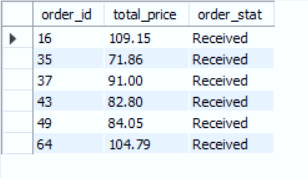 order_id total_price order_stat
16 109.15 Received
35 71.86 Received
37 91.00 Received
43 82.80 Received
49 84.05 Received
64 104.79 Received